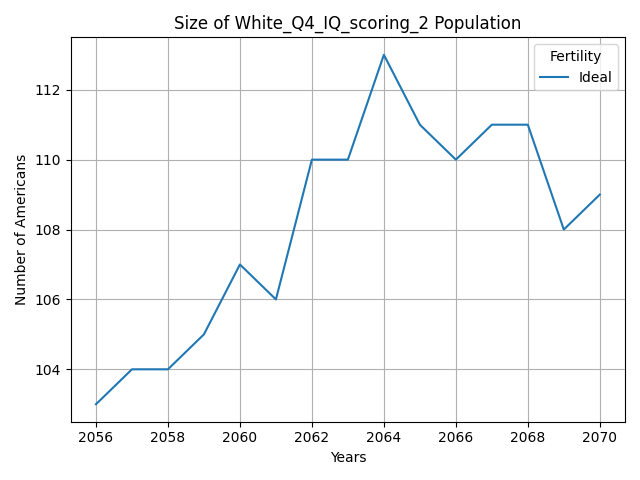 Size of White_Q4_IQ_scoring_2 Population
Fertility
Ideal
Number of Americans
112
110
108
106
104
2056 2058 2060 2062 2064 2066 2068 2070
Years